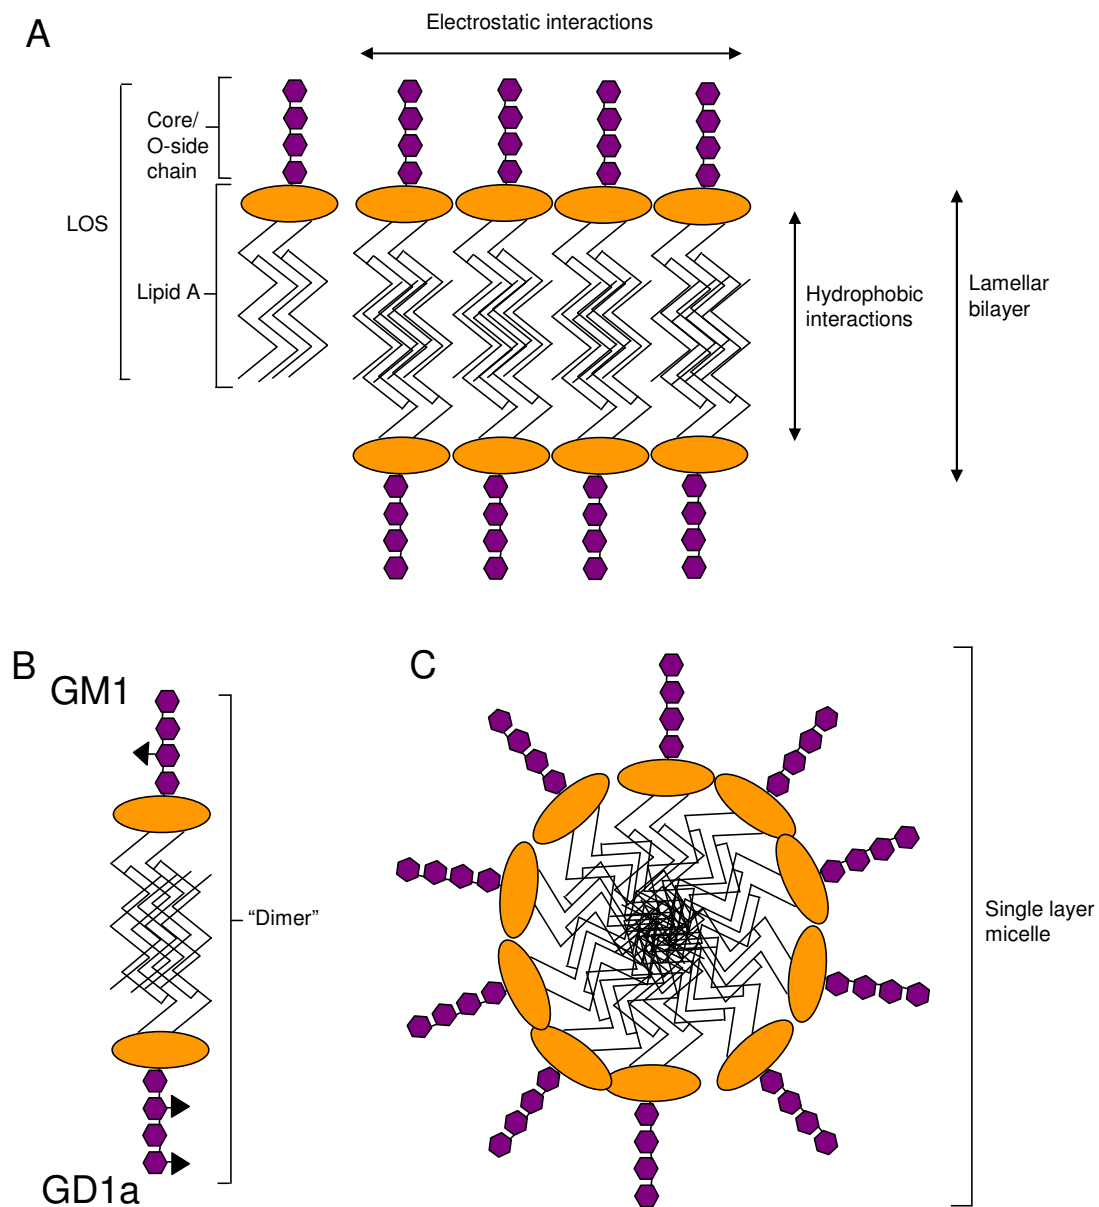 A
Electrostatic interactions
Core/
O-side
chain
LOS
Lipid A
Hydrophobic
interactions
Lamellar
bilayer
B
GM1
“Dimer”
GD1a
C
Single layer
micelle